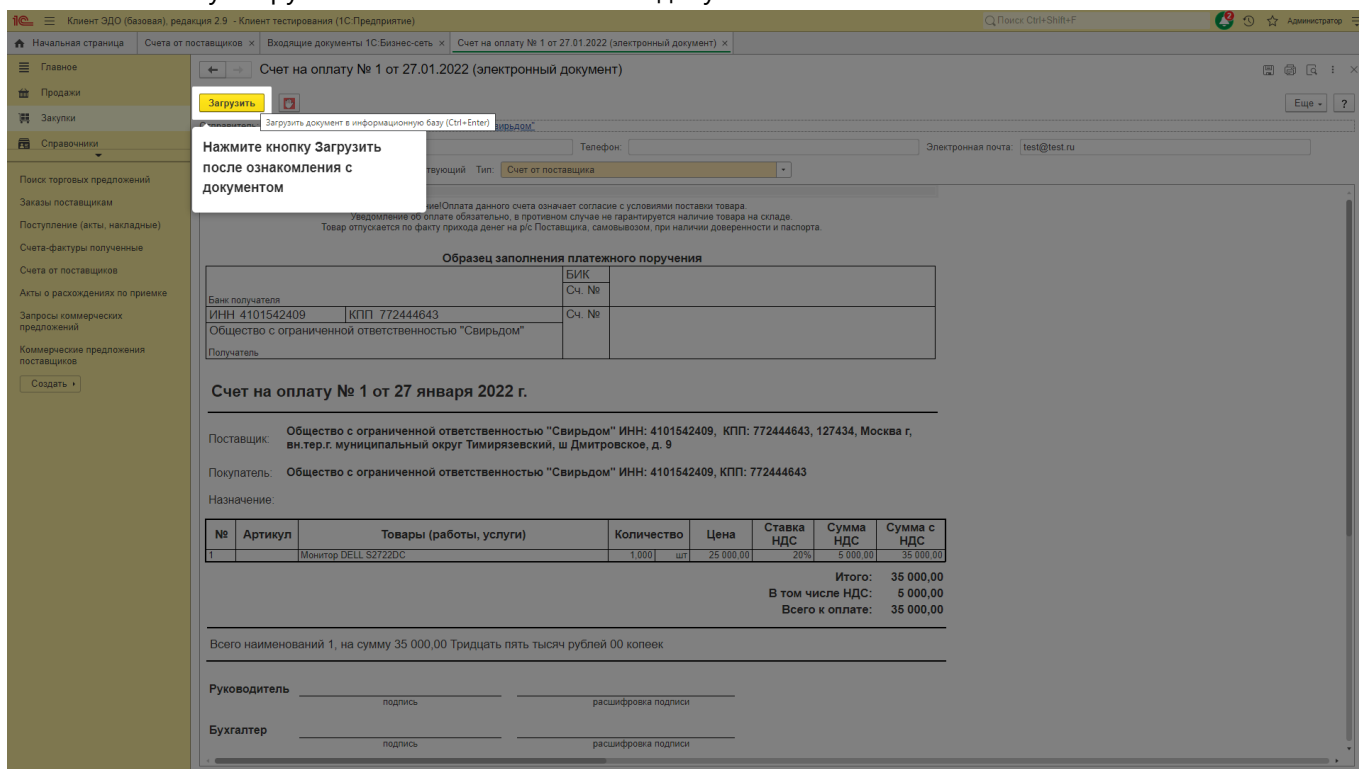 1С Клиент ЭДО (базовая), редакция 2.9 - Клиент тестирования (1С:Предприятие) Поиск Ctrl+Shift+F 2 Администратор
Начальная страница Счета от поставщиков × Входящие документы 1С:Бизнес-сеть × Счет на оплату № 1 от 27.01.2022 (электронный документ) ×
Главное
Продажи
Закупки
Справочники
Поиск торговых предложений
Заказы поставщикам
Поступление (акты, накладные)
Счета-фактуры полученные
Счета от поставщиков
Акты о расхождениях по приемке
Запросы коммерческих
предложений
Коммерческие предложения
поставщиков
Создать
Счет на оплату № 1 от 27.01.2022 (электронный документ)
Загрузить Еще - ?
Загрузить документ в информационную базу (Ctrl+Enter)
Нажмите кнопку Загрузить
после ознакомления с
документом
Телефон: Электронная почта: test@test.ru
твующий Тип: Счет от поставщика
ние!Оплата данного счета означает согласие с условиями поставки товара.
Уведомление об оплате обязательно, в противном случае не гарантируется наличие товара на складе.
Товар отпускается по факту прихода денег на р/с Поставщика, самовывозом, при наличии доверенности и паспорта.
Образец заполнения платежного поручения
БИК
Сч. №
Банк получателя
ИНН 4101542409 КПП 772444643 Сч. №
Общество с ограниченной ответственностью "Свирьдом"
Получатель
Счет на оплату № 1 от 27 января 2022 г.
Поставщик: Общество с ограниченной ответственностью "Свирьдом" ИНН: 4101542409, КПП: 772444643, 127434, Москва г,
вн.тер.г. муниципальный округ Тимирязевский, ш Дмитровское, д. 9
Покупатель: Общество с ограниченной ответственностью "Свирьдом" ИНН: 4101542409, КПП: 772444643
Назначение:
№ Артикул Товары (работы, услуги) Количество Цена Ставка НДС Сумма НДС Сумма с НДС
1 Монитор DELL S2722DC 1,000 шт 25 000,00 20% 5 000,00 35 000,00
Итого: 35 000,00
В том числе НДС: 5 000,00
Всего к оплате: 35 000,00
Всего наименований 1, на сумму 35 000,00 Тридцать пять тысяч рублей 00 копеек
Руководитель
подпись расшифровка подписи
Бухгалтер
подпись расшифровка подписи